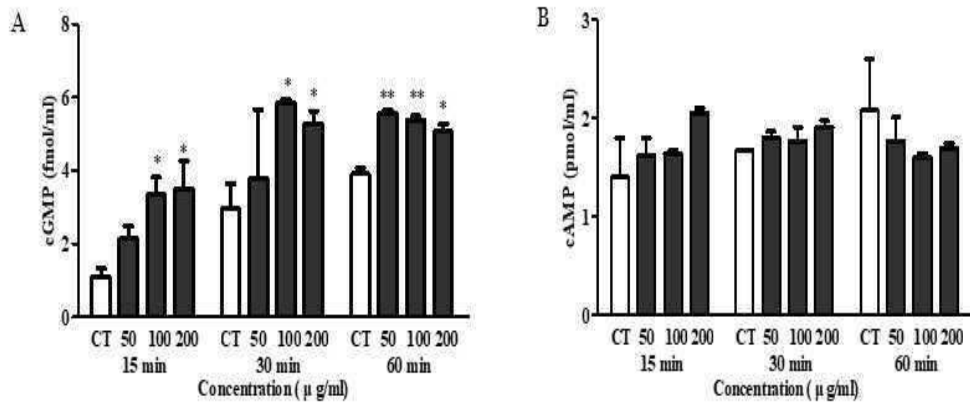 A
8
6
4
2
0
cGMP (fmol/ml)
*
*
*
*
**
**
*
CT 50 100 200 CT 50 100 200 CT 50 100 200
15 min 30 min 60 min
Concentration ( µ g/ml)
B
3
2
1
0
cAMP (pmol/ml)
CT 50 100 200 CT 50 100 200 CT 50 100 200
15 min 30 min 60 min
Concentration ( µ g/ml)